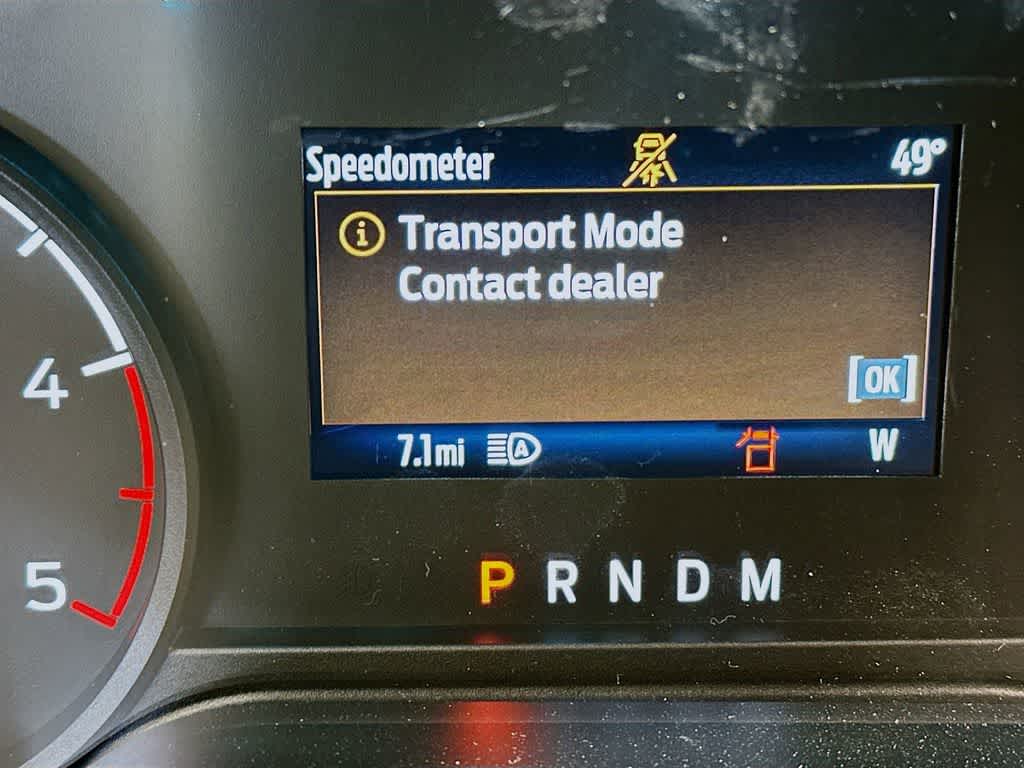 Speedometer 49°
Transport Mode
Contact dealer
OK
7.1mi A W
4
5
P R N D M